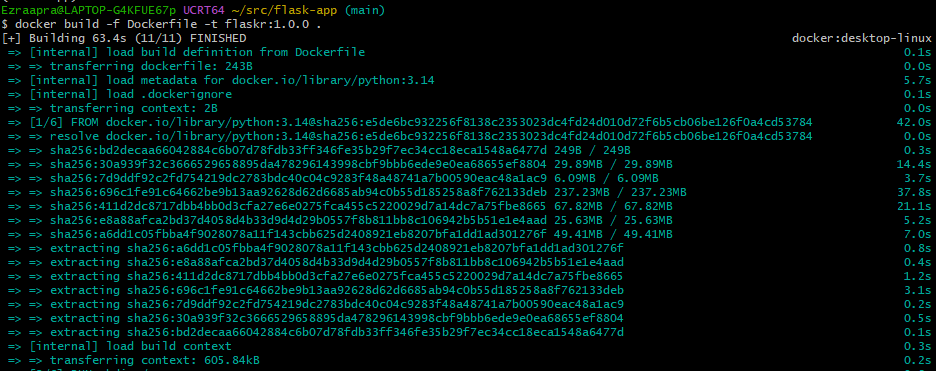 Ezraapra@LAPTOP-G4KFUE67p UCRT64 ~/src/flask-app (main)
$ docker build -f Dockerfile -t flaskr:1.0.0 .
[+] Building 63.4s (11/11) FINISHED docker:desktop-linux
=> [internal] load build definition from Dockerfile 0.1s
=> => transferring dockerfile: 243B 0.0s
=> [internal] load metadata for docker.io/library/python:3.14 5.7s
=> [internal] load .dockerignore 0.1s
=> => transferring context: 2B 0.0s
=> [1/6] FROM docker.io/library/python:3.14@sha256:e5de6bc932256f8138c2353023dc4fd24d010d72f6b5cb06be126f0a4cd53784 42.0s
=> => resolve docker.io/library/python:3.14@sha256:e5de6bc932256f8138c2353023dc4fd24d010d72f6b5cb06be126f0a4cd53784 0.0s
=> => sha256:bd2decaa66042884c6b07d78fdb33ff346fe35b29f7ec34cc18eca1548a6477d 249B / 249B 0.3s
=> => sha256:30a939f32c3666529658895da478296143998cbf9bbb6ede9e0ea68655ef8804 29.89MB / 29.89MB 14.4s
=> => sha256:7d9ddf92c2fd754219dc2783bdc40c04c9283f48a48741a7b00590eac48a1ac9 6.09MB / 6.09MB 3.7s
=> => sha256:696c1fe91c64662be9b13aa92628d62d6685ab94c0b55d185258a8f762133deb 237.23MB / 237.23MB 37.8s
=> => sha256:411d2dc8717dbb4bb0d3cfa27e6e0275fca455c5220029d7a14dc7a75fbe8665 67.82MB / 67.82MB 21.1s
=> => sha256:e8a88afca2bd37d4058d4b33d9d4d29b0557f8b811bb8c106942b5b51e1e4aad 25.63MB / 25.63MB 5.2s
=> => sha256:a6dd1c05fbba4f9028078a11f143cbb625d2408921eb8207bfa1dd1ad301276f 49.41MB / 49.41MB 7.0s
=> => extracting sha256:a6dd1c05fbba4f9028078a11f143cbb625d2408921eb8207bfa1dd1ad301276f 0.8s
=> => extracting sha256:e8a88afca2bd37d4058d4b33d9d4d29b0557f8b811bb8c106942b5b51e1e4aad 0.4s
=> => extracting sha256:411d2dc8717dbb4bb0d3cfa27e6e0275fca455c5220029d7a14dc7a75fbe8665 1.2s
=> => extracting sha256:696c1fe91c64662be9b13aa92628d62d6685ab94c0b55d185258a8f762133deb 3.1s
=> => extracting sha256:7d9ddf92c2fd754219dc2783bdc40c04c9283f48a48741a7b00590eac48a1ac9 0.2s
=> => extracting sha256:30a939f32c3666529658895da478296143998cbf9bbb6ede9e0ea68655ef8804 0.5s
=> => extracting sha256:bd2decaa66042884c6b07d78fdb33ff346fe35b29f7ec34cc18eca1548a6477d 0.1s
=> [internal] load build context 0.3s
=> => transferring context: 605.84kB 0.2s